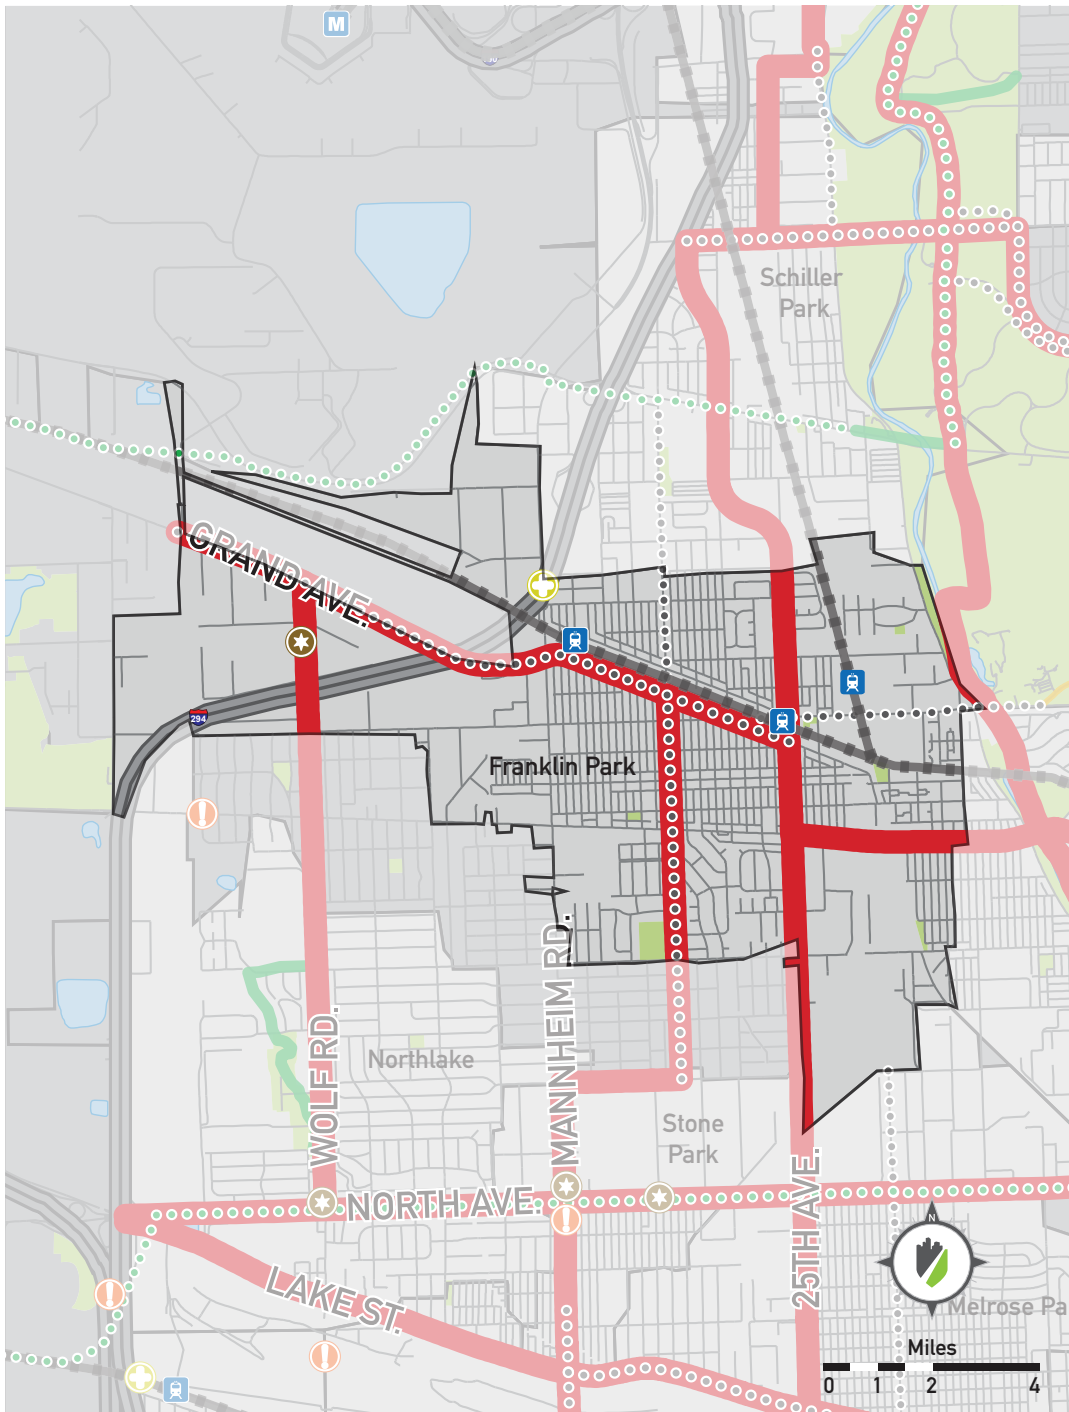 M
Schiller
Park
GRAND AVE.
294
Franklin Park
MANNHEIM RD.
WOLF RD.
Northlake
Stone
Park
NORTH AVE.
25TH AVE.
N
LAKE ST.
Melrose Pa
Miles
0 1 2 4